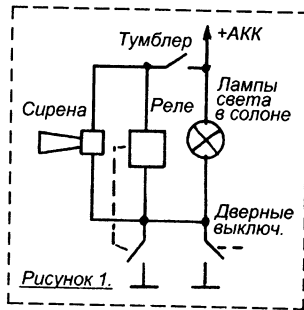 +АКК
Тумблер
Лампы
света
в солоне
Сирена
Реле
Дверные
выключ.
Рисунок 1.